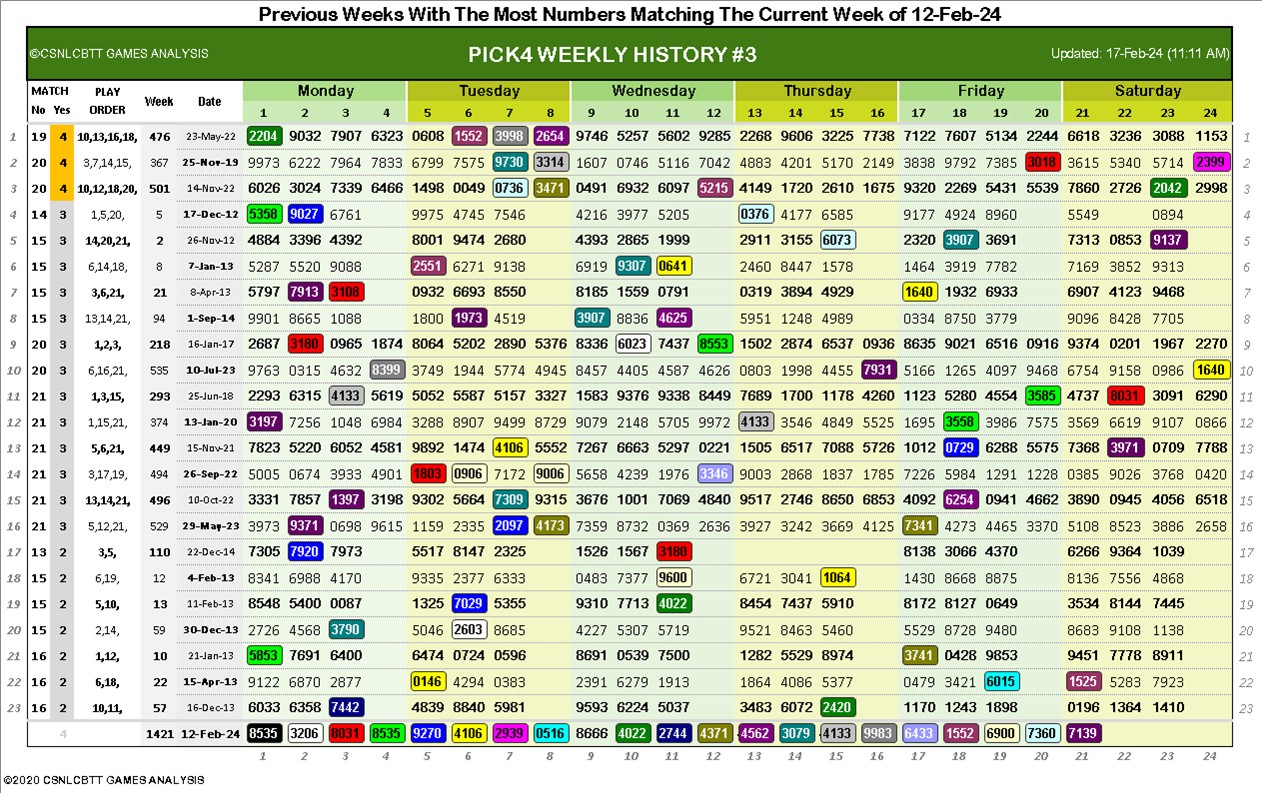 Previous Weeks With The Most Numbers Matching The Current Week of 12-Feb-24
©CSNLCBTT GAMES ANALYSIS PICK4 WEEKLY HISTORY #3 Updated: 17-Feb-24 (11:11 AM)
MATCH PLAY Week Date Monday Tuesday Wednesday Thursday Friday Saturday
No Yes ORDER 1 2 3 4 5 6 7 8 9 10 11 12 13 14 15 16 17 18 19 20 21 22 23 24
1 19 4 10,13,16,18, 476 23-May-22 2204 9032 7907 6323 0608 1552 3998 2654 9746 5257 5602 9285 2268 9606 3225 7738 7122 7607 5134 2244 6618 3236 3088 1153 1
2 20 4 3,7,14,15, 367 25-Nov-19 9973 6222 7964 7833 6799 7575 9730 3314 1607 0746 5116 7042 4883 4201 5170 2149 3838 9792 7385 3018 3615 5340 5714 2399 2
3 20 4 10,12,18,20, 501 14-Nov-22 6026 3024 7339 6466 1498 0049 0736 3471 0491 6932 6097 5215 4149 1720 2610 1675 9320 2269 5431 5539 7860 2726 2042 2998 3
4 14 3 1,5,20, 5 17-Dec-12 5358 9027 6761 9975 4745 7546 4216 3977 5205 0376 4177 6585 9177 4924 8960 5549 0894 4
5 15 3 14,20,21, 2 26-Nov-12 4884 3396 4392 8001 9474 2680 4393 2865 1999 2911 3155 6073 2320 3907 3691 7313 0853 9137 5
6 15 3 6,14,18, 8 7-Jan-13 5287 5520 9088 2551 6271 9138 6919 9307 0641 2460 8447 1578 1464 3919 7782 7169 3852 9313 6
7 15 3 3,6,21, 21 8-Apr-13 5797 7913 3108 0932 6693 8550 8185 1559 0791 0319 3894 4929 1640 1932 6933 6907 4123 9468 7
8 15 3 13,14,21, 94 1-Sep-14 9901 8665 1088 1800 1973 4519 3907 8836 4625 5951 1248 4989 0334 8750 3779 9096 8428 7705 8
9 20 3 1,2,3, 218 16-Jan-17 2687 3180 0965 1874 8064 5202 2890 5376 8336 6023 7437 8553 1502 2874 6537 0936 8635 9021 6516 0916 9374 0201 1967 2270 9
10 20 3 6,16,21, 535 10-Jul-23 9763 0315 4632 8399 3749 1944 5774 4945 8457 4405 4587 4626 0803 1998 4455 7931 5166 1265 4097 9468 6754 9158 0986 1640 10
11 21 3 1,3,15, 293 25-Jun-18 2293 6315 4133 5619 5052 5587 5157 3327 1583 9376 9338 8449 7689 1700 1178 4260 1123 5280 4554 3585 4737 8031 3091 6290 11
12 21 3 1,15,21, 374 13-Jan-20 3197 7256 1048 6984 3288 8907 9499 8729 9079 2148 5705 9972 4133 3546 4849 5525 1695 3558 3986 7575 3569 6619 9107 0866 12
13 21 3 5,6,21, 449 15-Nov-21 7823 5220 6052 4581 9892 1474 4106 5552 7267 6663 5297 0221 1505 6517 7088 5726 1012 0729 6288 5575 7368 3971 0709 7788 13
14 21 3 3,17,19, 494 26-Sep-22 5005 0674 3933 4901 1803 0906 7172 9006 5658 4239 1976 3346 9003 2868 1837 1785 7226 5984 1291 1228 0385 9026 3768 0420 14
15 21 3 13,14,21, 496 10-Oct-22 3331 7857 1397 3198 9302 5664 7309 9315 3676 1001 7069 4840 9517 2746 8650 6853 4092 6254 0941 4662 3890 0945 4056 6518 15
16 21 3 5,12,21, 529 29-May-23 3973 9371 0698 9615 1159 2335 2097 4173 7359 8732 0369 2636 3927 3242 3669 4125 7341 4273 4465 3370 5108 8523 3886 2658 16
17 13 2 3,5, 110 22-Dec-14 7305 7920 7973 5517 8147 2325 1526 1567 3180 8138 3066 4370 6266 9364 1039 17
18 15 2 6,19, 12 4-Feb-13 8341 6988 4170 9335 2377 6333 0483 7377 9600 6721 3041 1064 1430 8668 8875 8136 7556 4868 18
19 15 2 5,10, 13 11-Feb-13 8548 5400 0087 1325 7029 5355 9310 7713 4022 8454 7437 5910 8172 8127 0649 3534 8144 7445 19
20 15 2 2,14, 59 30-Dec-13 2726 4568 3790 5046 2603 8685 4227 5307 5719 9521 8463 5460 5529 8728 9480 8683 9108 1138 20
21 16 2 1,12, 10 21-Jan-13 5853 7691 6400 6474 0724 0596 8691 0539 7500 1282 5529 8974 3741 0428 9853 9451 7778 8911 21
22 16 2 6,18, 22 15-Apr-13 9122 6870 2877 0146 4294 0383 2391 6279 1913 1864 4086 5377 0479 3421 6015 1525 5283 7923 22
23 16 2 10,11, 57 16-Dec-13 6033 6358 7442 4839 8840 5981 9593 6224 5037 3483 6072 2420 1170 1243 1898 0196 1364 1410 23
4 1421 12-Feb-24 8535 3206 8031 8535 9270 4106 2939 0516 8666 4022 2744 4371 4562 3079 4133 9983 6433 1552 6900 7360 7139
1 2 3 4 5 6 7 8 9 10 11 12 13 14 15 16 17 18 19 20 21 22 23 24
©2020 CSNLCBTT GAMES ANALYSIS